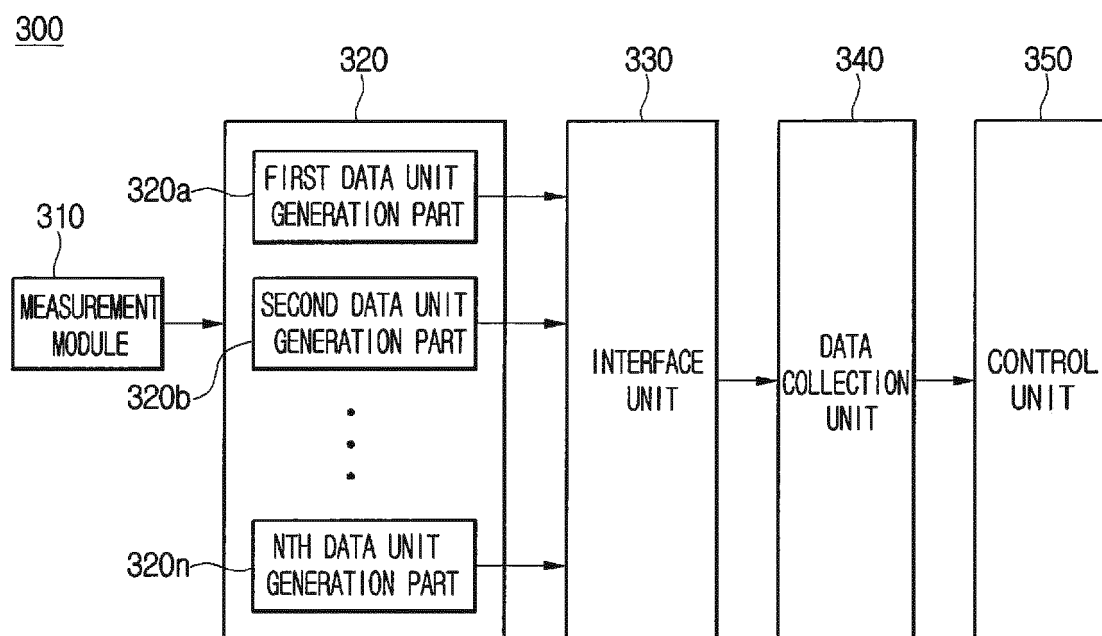 300
320
330
340
350
320a
FIRST DATA UNIT
GENERATION PART
310
MEASUREMENT
MODULE
SECOND DATA UNIT
GENERATION PART
320b
INTERFACE
UNIT
DATA
COLLECTION
UNIT
CONTROL
UNIT
320n
NTH DATA UNIT
GENERATION PART